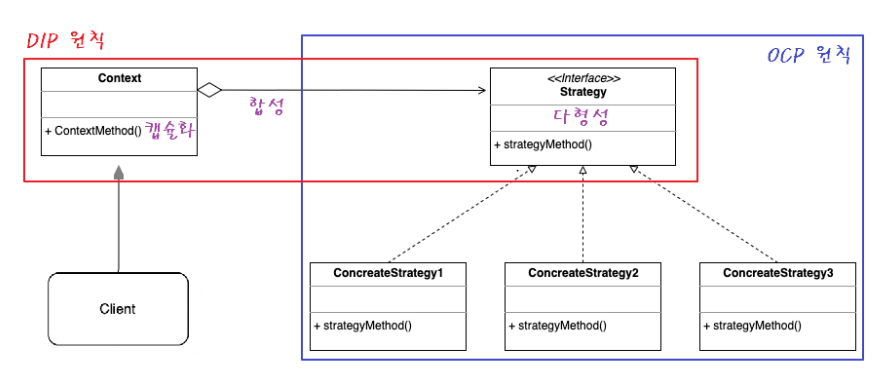 DIP 원칙
OCP 원칙
Context
+ ContextMethod() 캡슐화
합성
<<Interface>>
Strategy
다형성
+ strategyMethod()
Client
ConcreateStrategy1
+ strategyMethod()
ConcreateStrategy2
+ strategyMethod()
ConcreateStrategy3
+ strategyMethod()